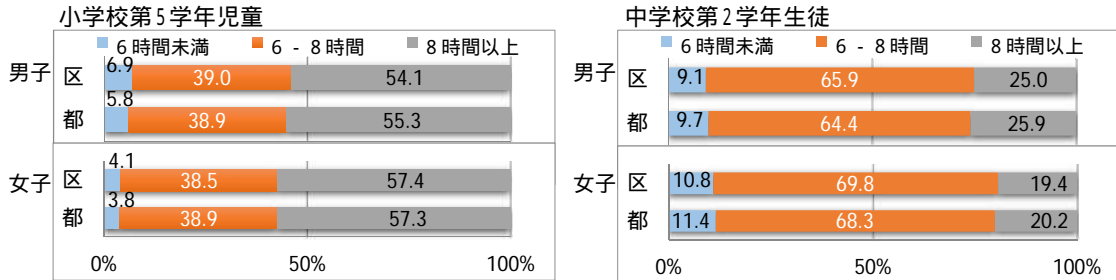 小学校第5学年児童
6時間未満 6 - 8時間 8時間以上
男子 区 6.9 39.0 54.1
都 5.8 38.9 55.3
女子 区 4.1 38.5 57.4
都 3.8 38.9 57.3
0% 50% 100%
中学校第2学年生徒
6時間未満 6 - 8時間 8時間以上
男子 区 9.1 65.9 25.0
都 9.7 64.4 25.9
女子 区 10.8 69.8 19.4
都 11.4 68.3 20.2
0% 50% 100%